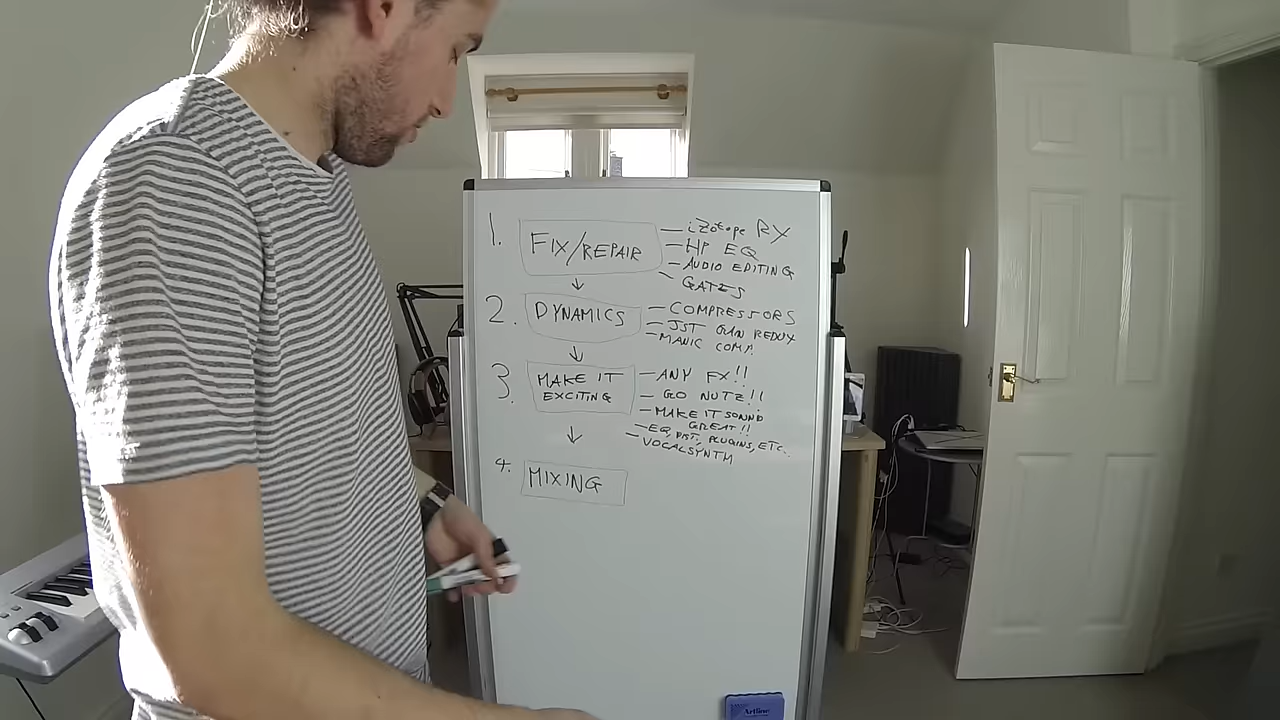 1. FIX/REPAIR
- iZotope RX
- HP EQ
- AUDIO EDITING
- GATES
2. DYNAMICS
- COMPRESSORS
- JST GAIN REDUX
- MANIC COMP.
3. MAKE IT
EXCITING
- ANY FX!!
- GO NUTZ!!
- MAKE IT SOUND
GREAT!!
- EQ, DIST, PLUGINS, ETC.
- VOCALSYNTH
4. MIXING
Artline